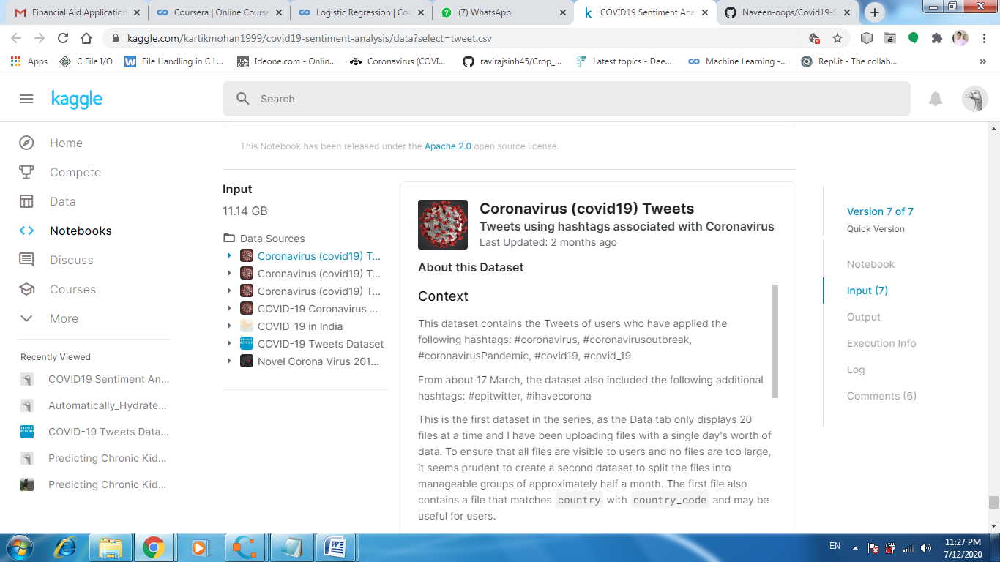 Financial Aid Application
Coursera | Online Course
Logistic Regression | Cou
(7) WhatsApp
COVID19 Sentiment Ana
Naveen-oops/Covid19-S
kaggle.com/kartikmohan1999/covid19-sentiment-analysis/data?select=tweet.csv
Apps
C File I/O
File Handling in C L...
Ideone.com - Onlin...
Coronavirus (COVI...
ravirajsinh45/Crop_...
Latest topics - Dee...
Machine Learning -...
Repl.it - The collab...
»
kaggle
Search
Home
Compete
Data
Notebooks
Discuss
Courses
More
Recently Viewed
COVID19 Sentiment An...
Automatically_Hydrate...
COVID-19 Tweets Data...
Predicting Chronic Kid...
Predicting Chronic Kid...
This Notebook has been released under the Apache 2.0 open source license.
Input
11.14 GB
Data Sources
Coronavirus (covid19) T...
Coronavirus (covid19) T...
Coronavirus (covid19) T...
COVID-19 Coronavirus ...
COVID-19 in India
COVID-19 Tweets Dataset
Novel Corona Virus 201...
Coronavirus (covid19) Tweets
Tweets using hashtags associated with Coronavirus
Last Updated: 2 months ago
About this Dataset
Context
This dataset contains the Tweets of users who have applied the
following hashtags: #coronavirus, #coronavirusoutbreak,
#coronavirusPandemic, #covid19, #covid_19
From about 17 March, the dataset also included the following additional
hashtags: #epitwitter, #ihavecorona
This is the first dataset in the series, as the Data tab only displays 20
files at a time and I have been uploading files with a single day's worth of
data. To ensure that all files are visible to users and no files are too large,
it seems prudent to create a second dataset to split the files into
manageable groups of approximately half a month. The first file also
contains a file that matches country with country_code and may be
useful for users.
Version 7 of 7
Quick Version
Notebook
Input (7)
Output
Execution Info
Log
Comments (6)
EN
11:27 PM
7/12/2020